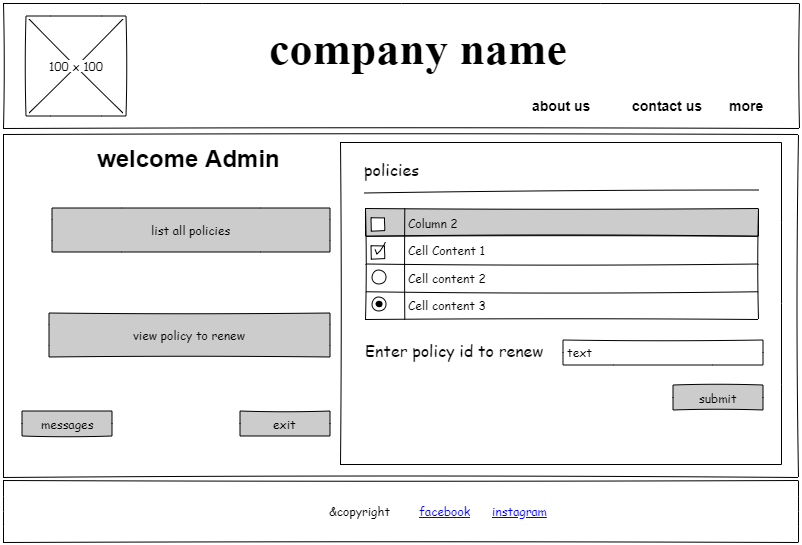 100 x 100
company name
about us contact us more
welcome Admin
list all policies
view policy to renew
messages exit
policies
Column 2
Cell Content 1
Cell content 2
Cell content 3
Enter policy id to renew text
submit
&copyright facebook instagram